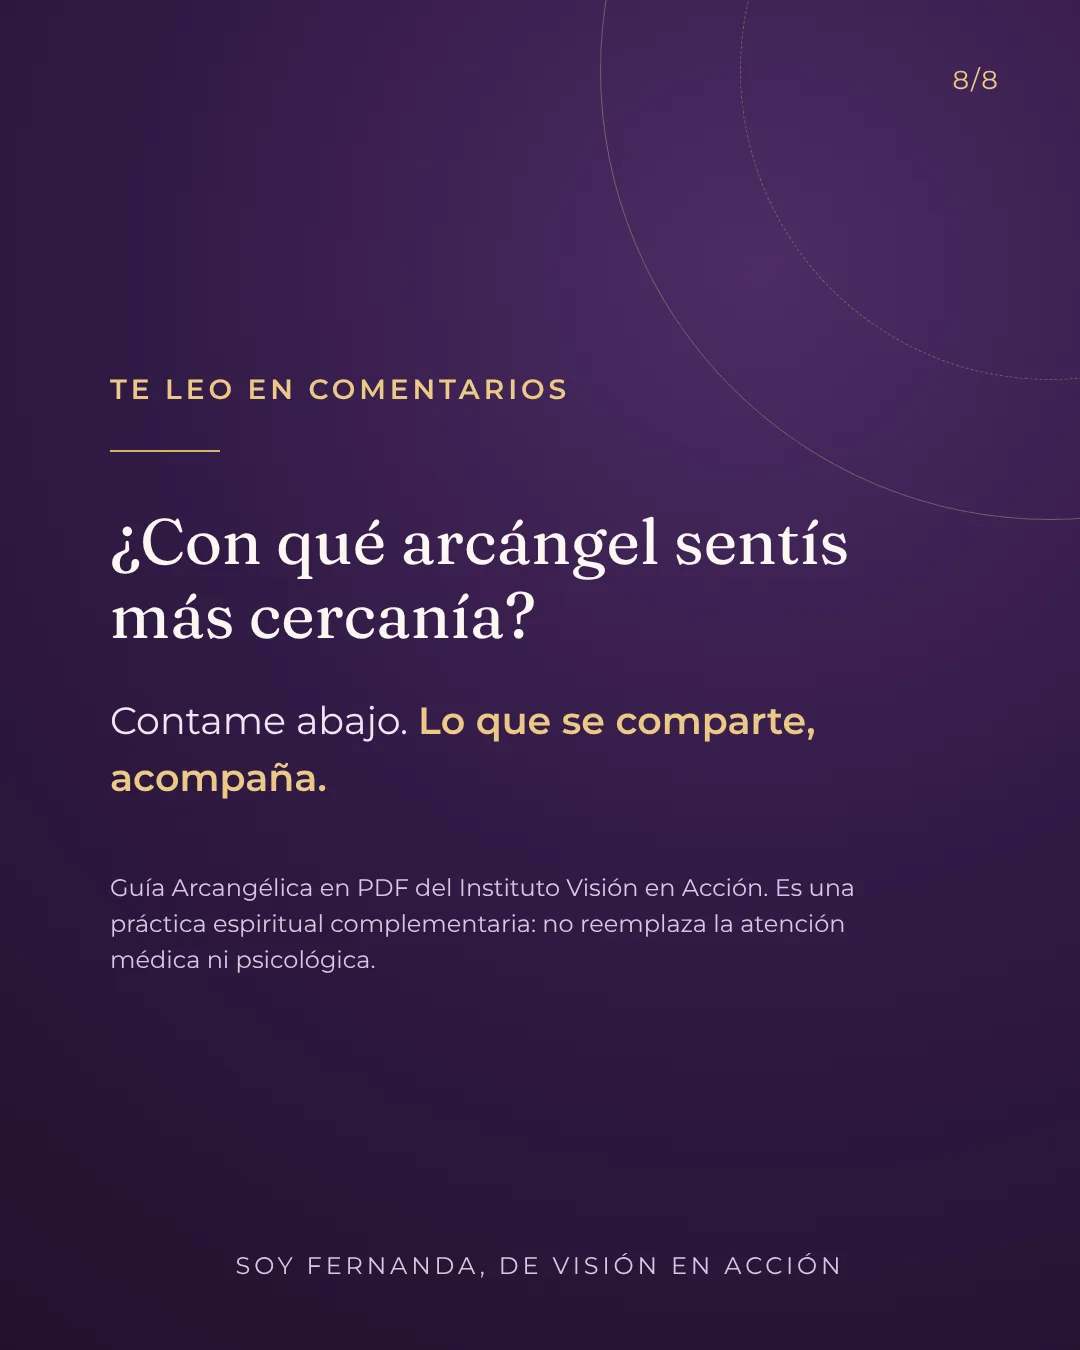 8/8
TE LEO EN COMENTARIOS
¿Con qué arcángel sentís
más cercanía?
Contame abajo. Lo que se comparte,
acompaña.
Guía Arcangélica en PDF del Instituto Visión en Acción. Es una
práctica espiritual complementaria: no reemplaza la atención
médica ni psicológica.
SOY FERNANDA, DE VISIÓN EN ACCIÓN